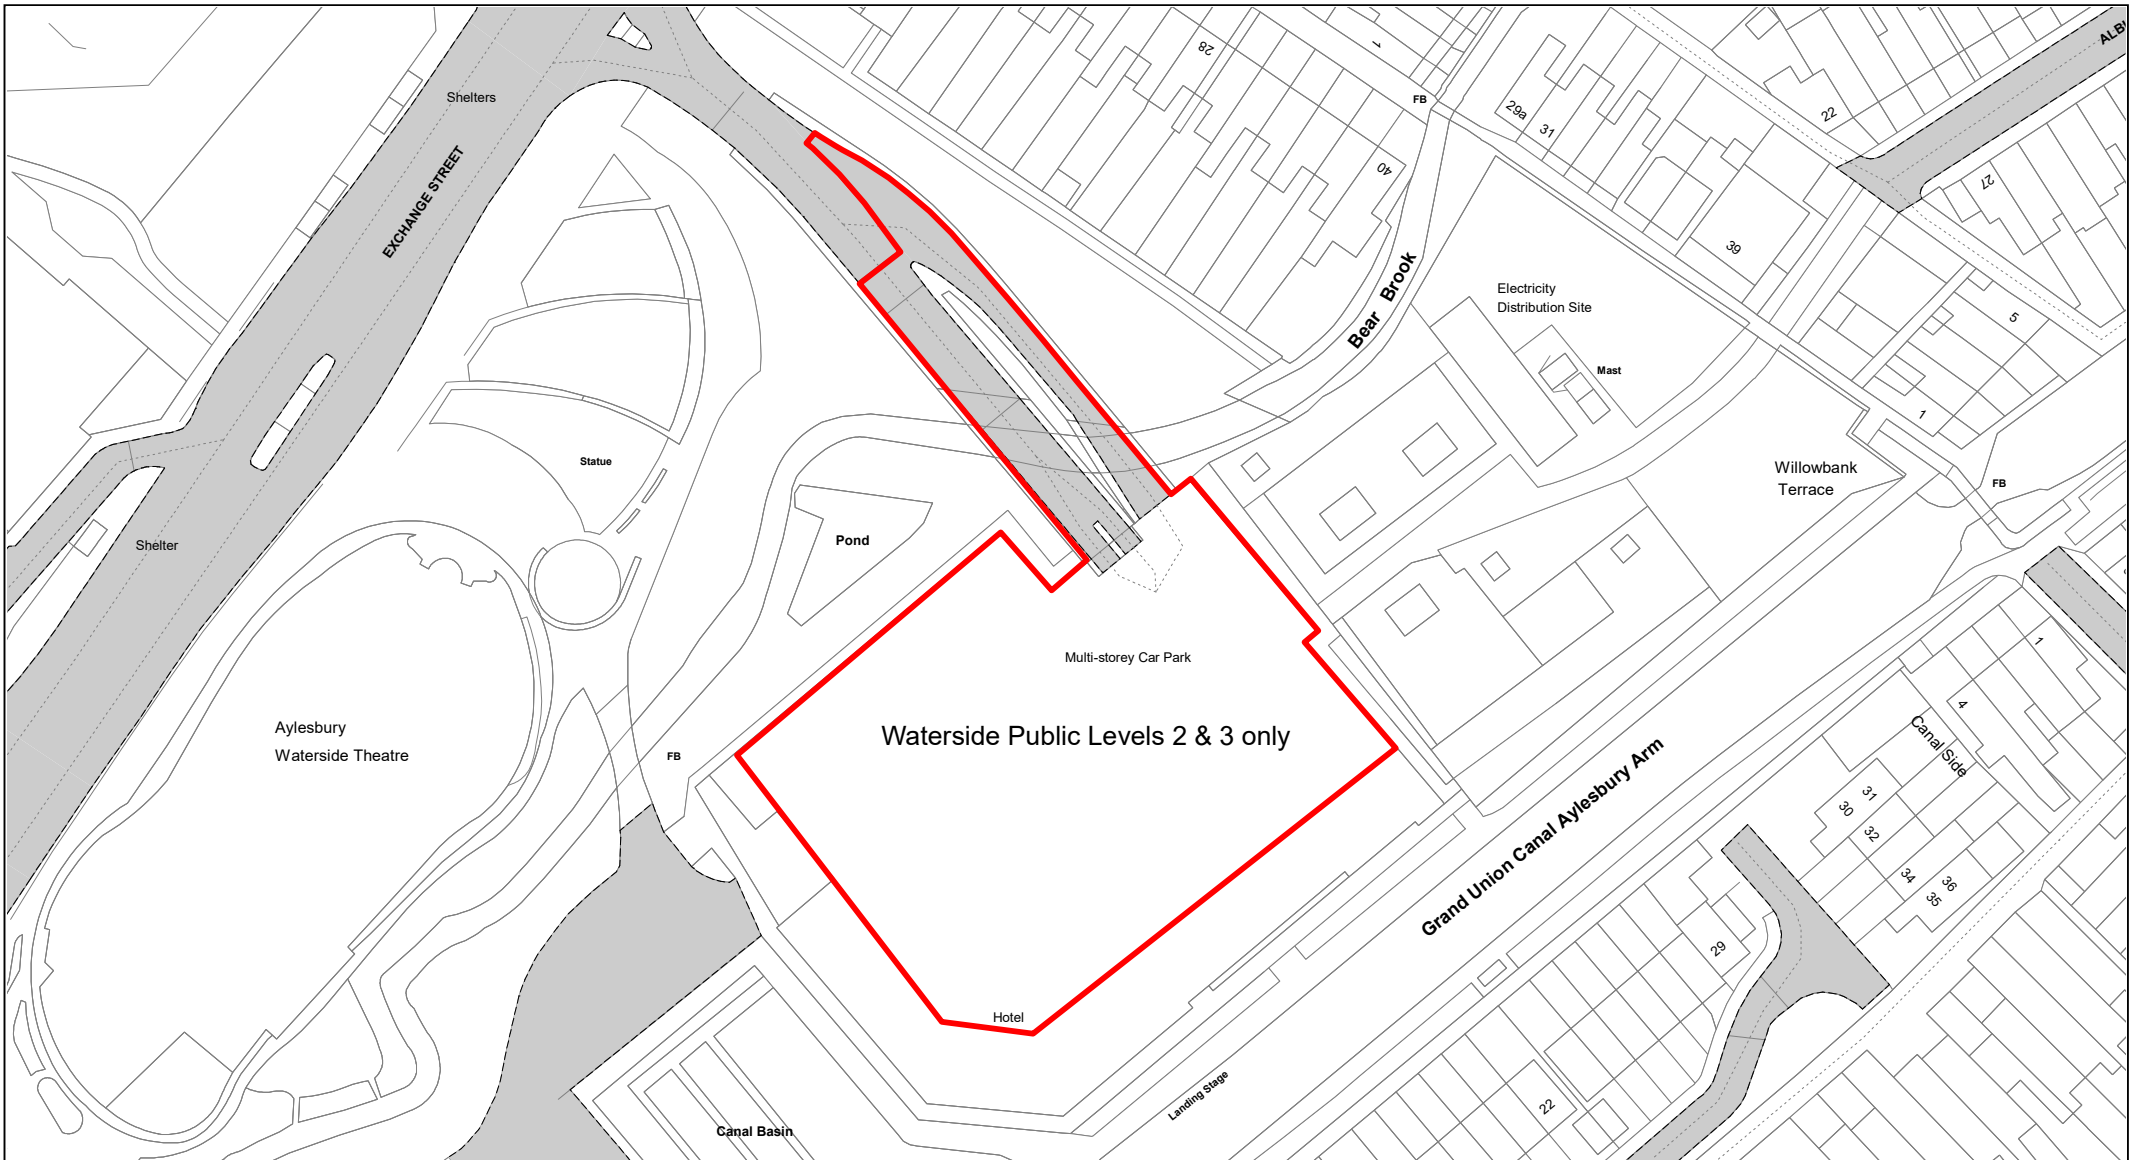 28
1
ALB
Shelters
FB
29a
31
22
EXCHANGE STREET
40
27
39
Bear Brook
Electricity
Distribution Site
5
Mast
1
Statue
Willowbank
Terrace
FB
Pond
Shelter
1
Multi-storey Car Park
4
Canal Side
Aylesbury
Waterside Theatre
Waterside Public Levels 2 & 3 only
FB
31
30
32
Grand Union Canal Aylesbury Arm
34
36
35
29
Hotel
Landing Stage
22
Canal Basin